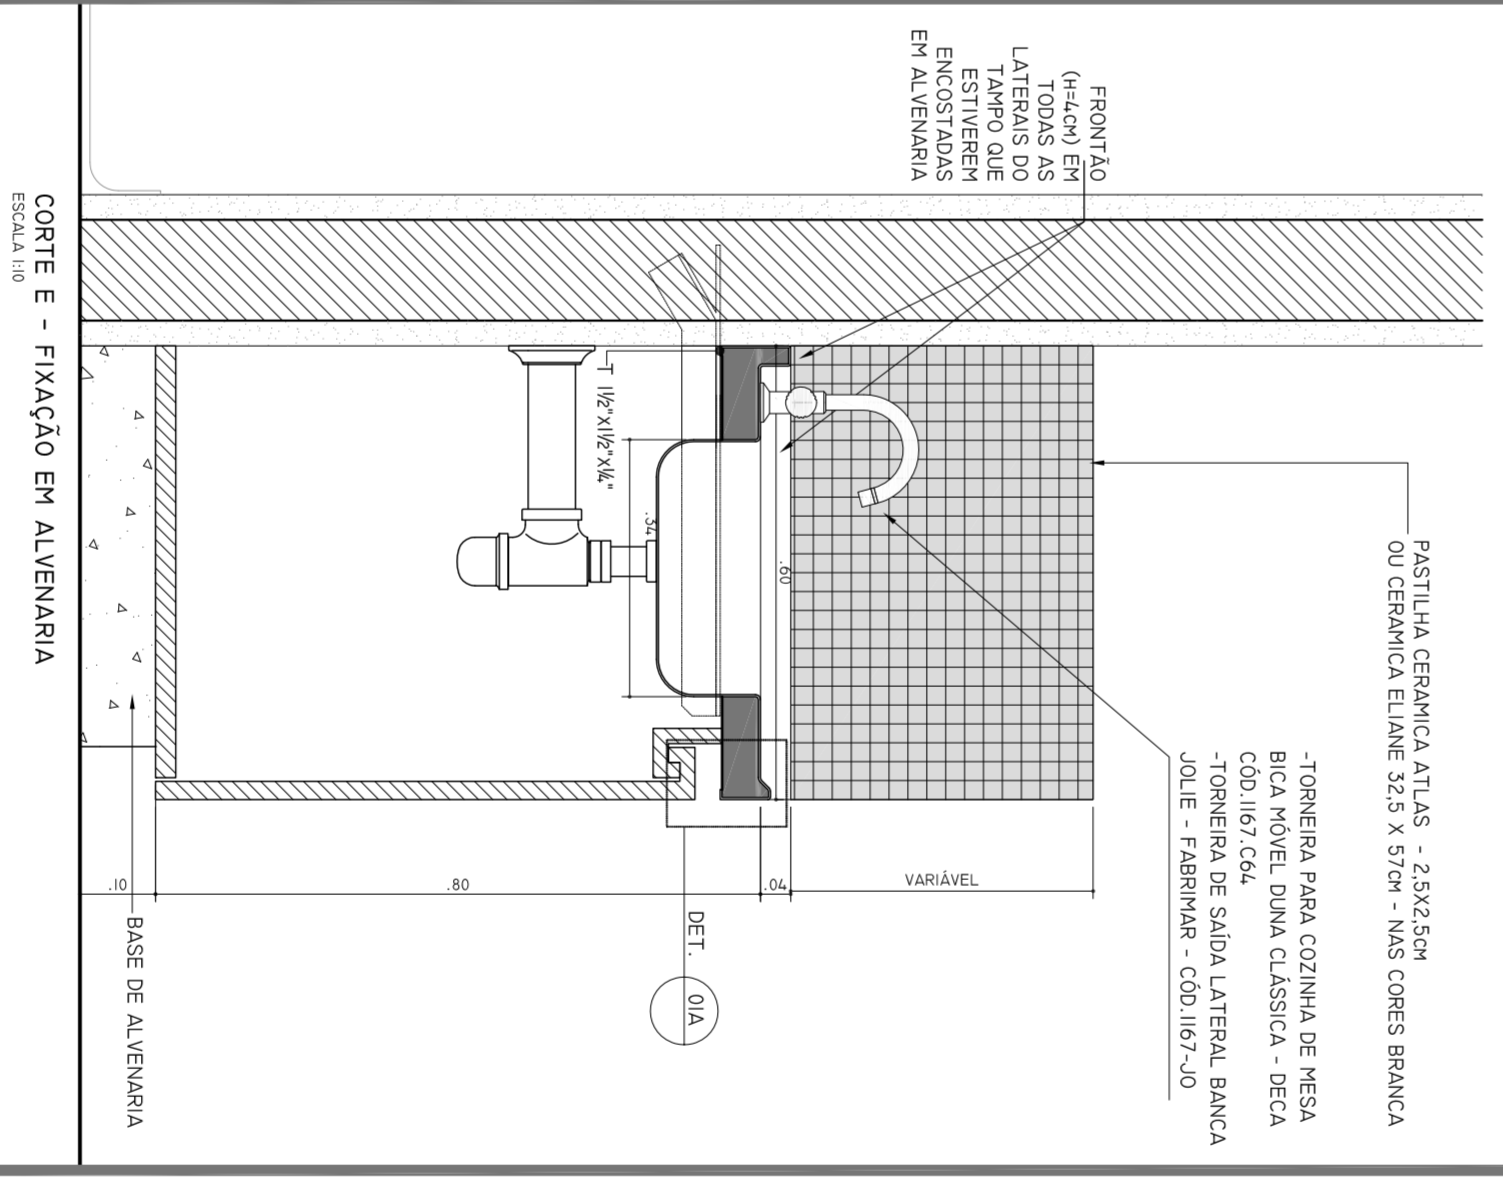 PASTILHA CERAMICA ATLAS - 2,5X2,5CM
OU CERAMICA ELIANE 32,5 X 57CM - NAS CORES BRANCA
-TORNEIRA PARA COZINHA DE MESA
BICA MÓVEL DUNA CLÁSSICA - DECA
CÓD.1167.C64
-TORNEIRA DE SAÍDA LATERAL BANCA
JOLIE - FABRIMAR - CÓD.1167-JO
FRONTÃO
(H=4CM) EM
TODAS AS
LATERAIS DO
TAMPO QUE
ESTIVEREM
ENCOSTADAS
EM ALVENARIA
VARIÁVEL
.60
.04
DET.
01A
.34
T 1½"X1½"X¼"
.80
.10
BASE DE ALVENARIA
CORTE E - FIXAÇÃO EM ALVENARIA
ESCALA 1:10